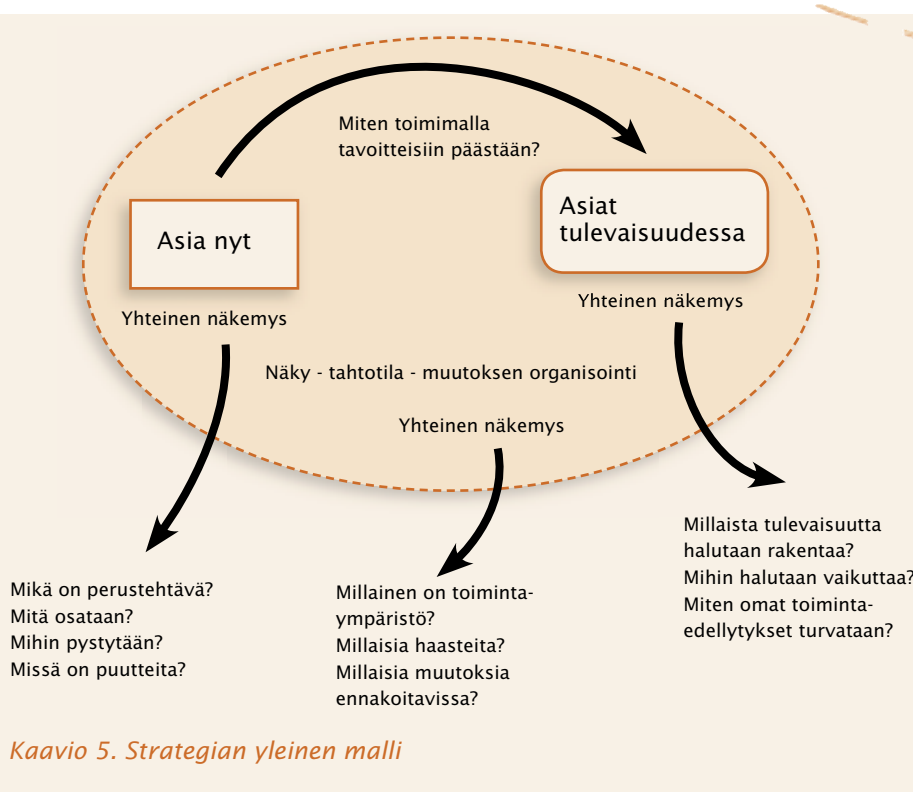 Miten toimimalla
tavoitteisiin päästään?
Asia nyt
Asiat
tulevaisuudessa
Yhteinen näkemys
Yhteinen näkemys
Näky - tahtotila - muutoksen organisointi
Yhteinen näkemys
Mikä on perustehtävä?
Mitä osataan?
Mihin pystytään?
Missä on puutteita?
Millainen on toiminta-
ympäristö?
Millaisia haasteita?
Millaisia muutoksia
ennakoitavissa?
Millaista tulevaisuutta
halutaan rakentaa?
Mihin halutaan vaikuttaa?
Miten omat toiminta-
edellytykset turvataan?
Kaavio 5. Strategian yleinen malli